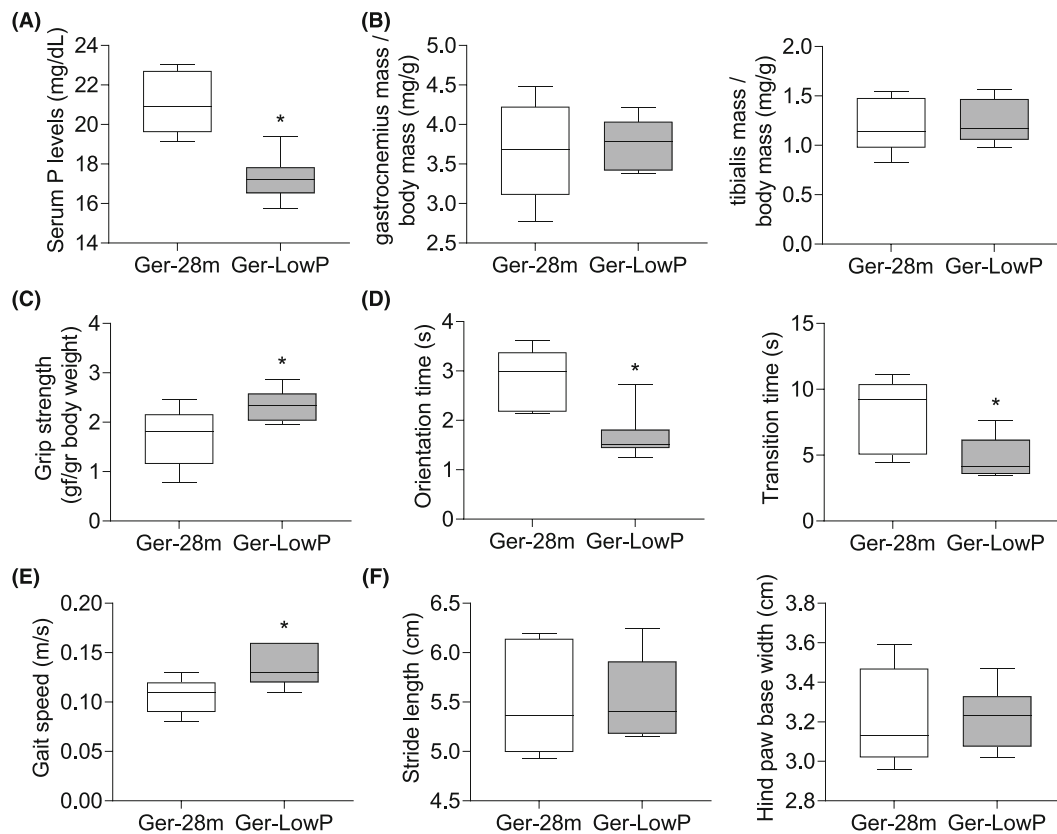 (A)
Serum P levels (mg/dL)
24
22
20
18
16
14
*
Ger-28m Ger-LowP
(B)
gastrocnemius mass /
body mass (mg/g)
5.0
4.5
4.0
3.5
3.0
2.5
Ger-28m Ger-LowP
tibialis mass /
body mass (mg/g)
2.0
1.5
1.0
0.5
0.0
Ger-28m Ger-LowP
(C)
Grip strength
(gf/gr body weight)
4
3
2
1
0
*
Ger-28m Ger-LowP
(D)
Orientation time (s)
4
3
2
1
0
*
Ger-28m Ger-LowP
Transition time (s)
15
10
5
0
*
Ger-28m Ger-LowP
(E)
Gait speed (m/s)
0.20
0.15
0.10
0.05
0.00
*
Ger-28m Ger-LowP
(F)
Stride length (cm)
6.5
6.0
5.5
5.0
4.5
Ger-28m Ger-LowP
Hind paw base width (cm)
3.8
3.6
3.4
3.2
3.0
2.8
Ger-28m Ger-LowP